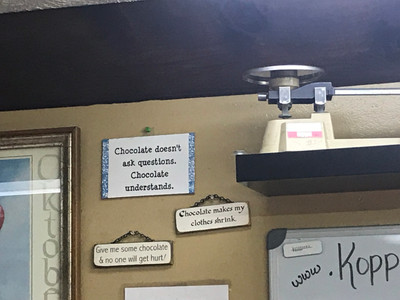 Chocolate doesn't
ask questions.
Chocolate
understands.
Chocolate makes my
clothes shrink.
Give me some chocolate
& no one will get hurt!
www.Kopp
Oktobe